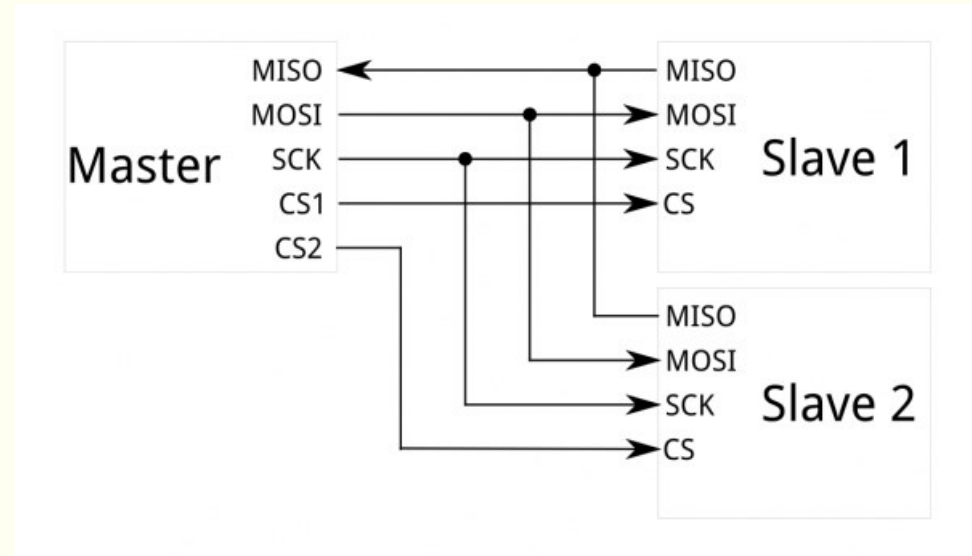 Master
MISO
MOSI
SCK
CS1
CS2
MISO
MOSI
SCK
CS
Slave 1
MISO
MOSI
SCK
CS
Slave 2